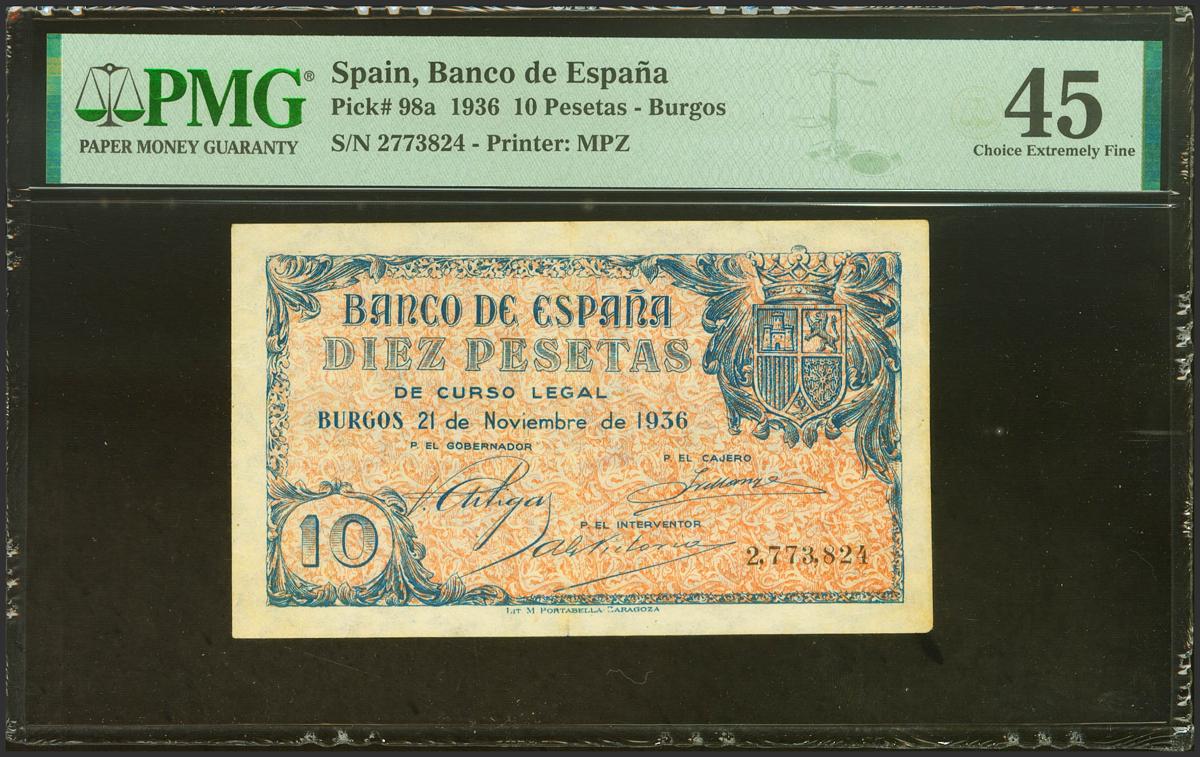 PMG®
PAPER MONEY GUARANTY
Spain, Banco de España
Pick# 98a 1936 10 Pesetas - Burgos
S/N 2773824 - Printer: MPZ
45
Choice Extremely Fine
BANCO DE ESPAÑA
DIEZ PESETAS
DE CURSO LEGAL
BURGOS 21 de Noviembre de 1936
P. EL GOBERNADOR
P. EL CAJERO
P. EL INTERVENTOR
10
2,773,824
LIT M PORTABELLA ZARAGOZA